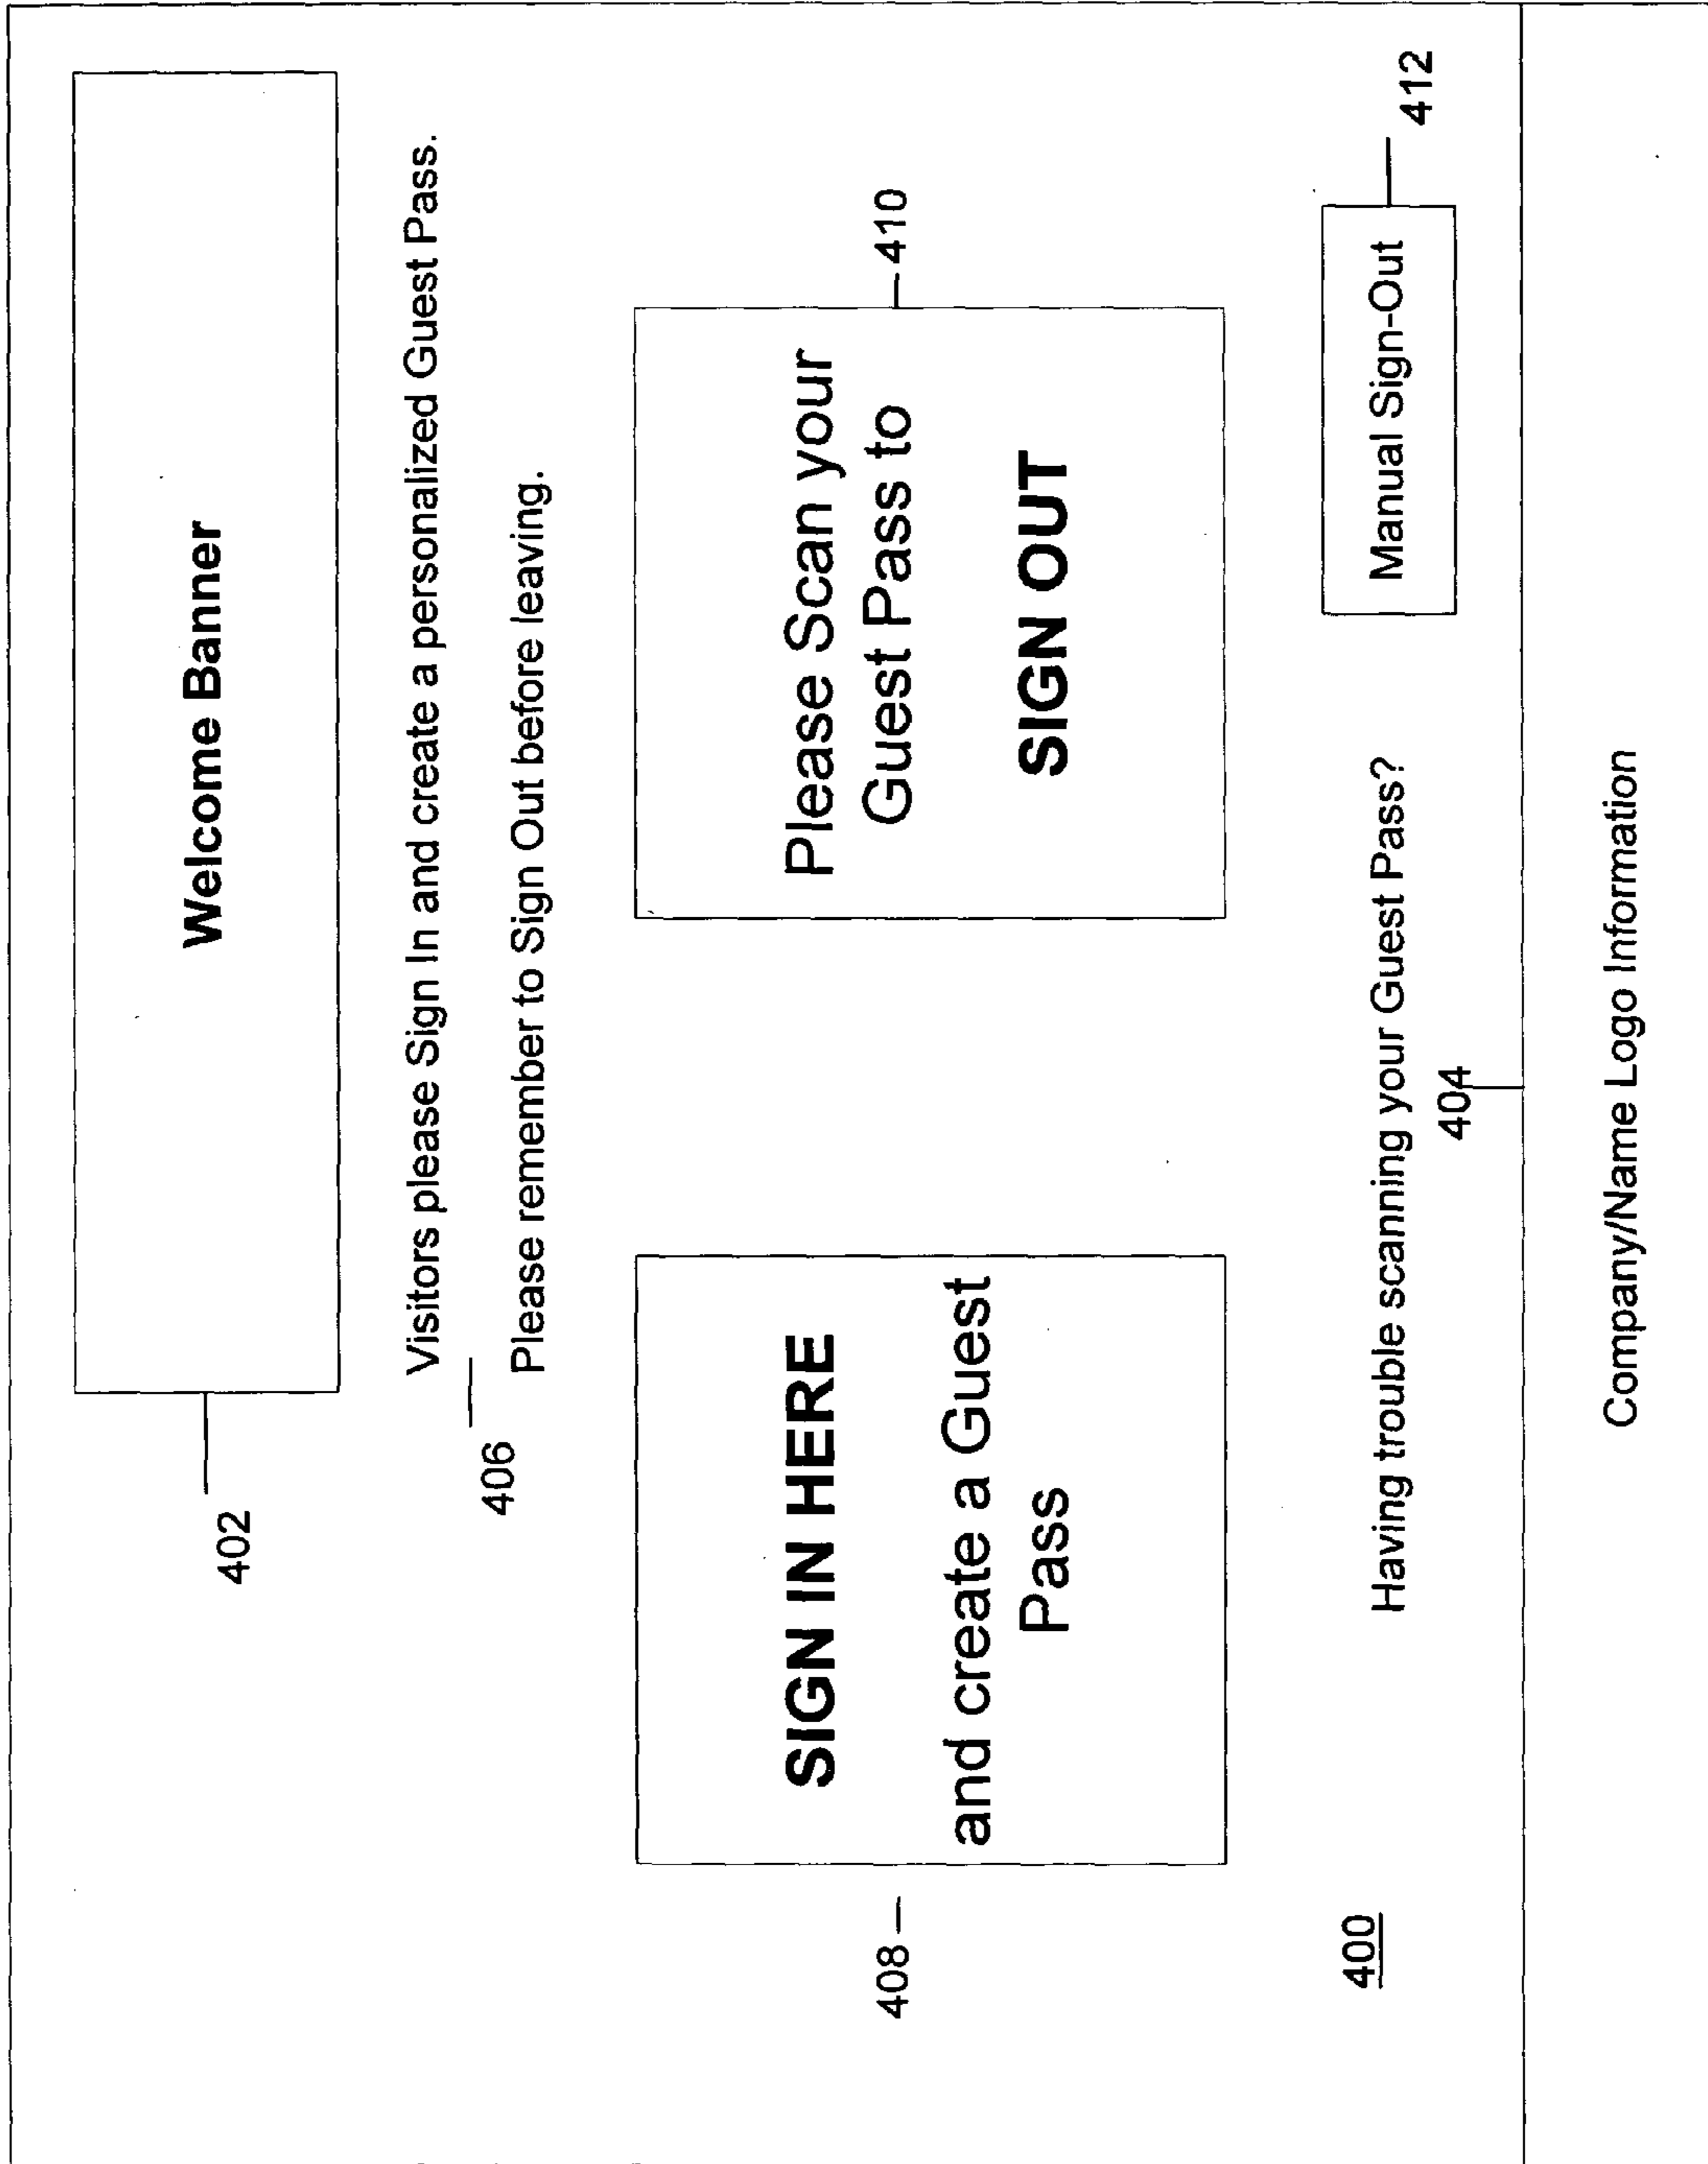 Welcome Banner
402
Visitors please Sign In and create a personalized Guest Pass.
406
Please remember to Sign Out before leaving.
SIGN IN HERE
and create a Guest
Pass
408
Please Scan your
Guest Pass to
SIGN OUT
410
400
Having trouble scanning your Guest Pass?
Manual Sign-Out
412
404
Company/Name Logo Information